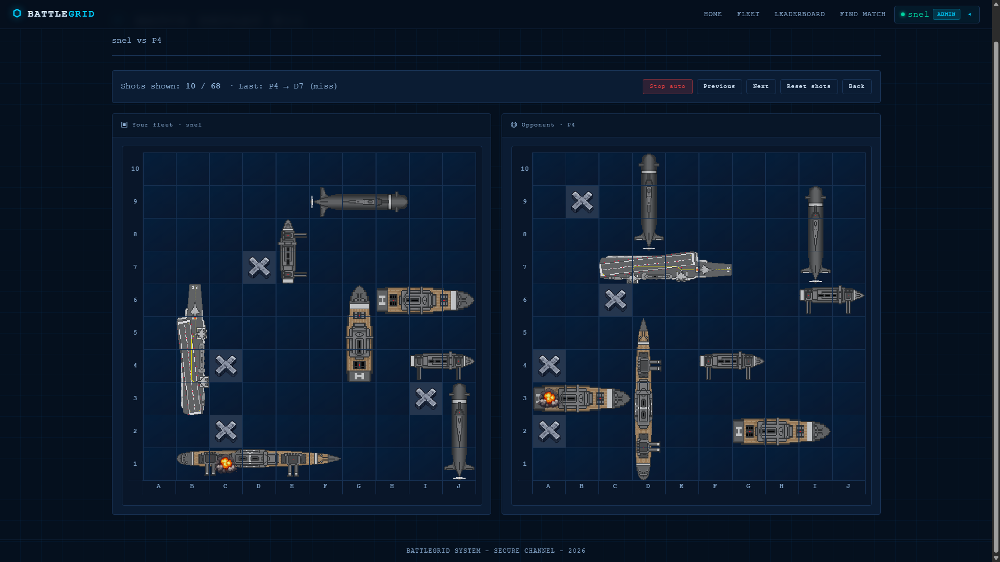 BATTLEGRID
HOME FLEET LEADERBOARD FIND MATCH snel ADMIN
snel vs P4
Shots shown: 10 / 68 · Last: P4 → D7 (miss)
Stop auto Previous Next Reset shots Back
Your fleet · snel
10
9
8
7
6
5
4
3
2
1
A B C D E F G H I J
Opponent · P4
10
9
8
7
6
5
4
3
2
1
A B C D E F G H I J
BATTLEGRID SYSTEM — SECURE CHANNEL — 2026